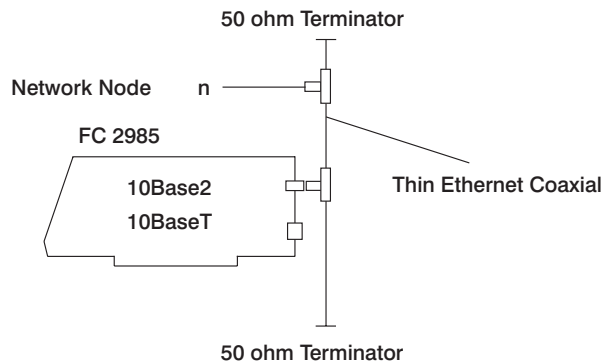 50 ohm Terminator
Network Node n
FC 2985
10Base2
Thin Ethernet Coaxial
10BaseT
50 ohm Terminator